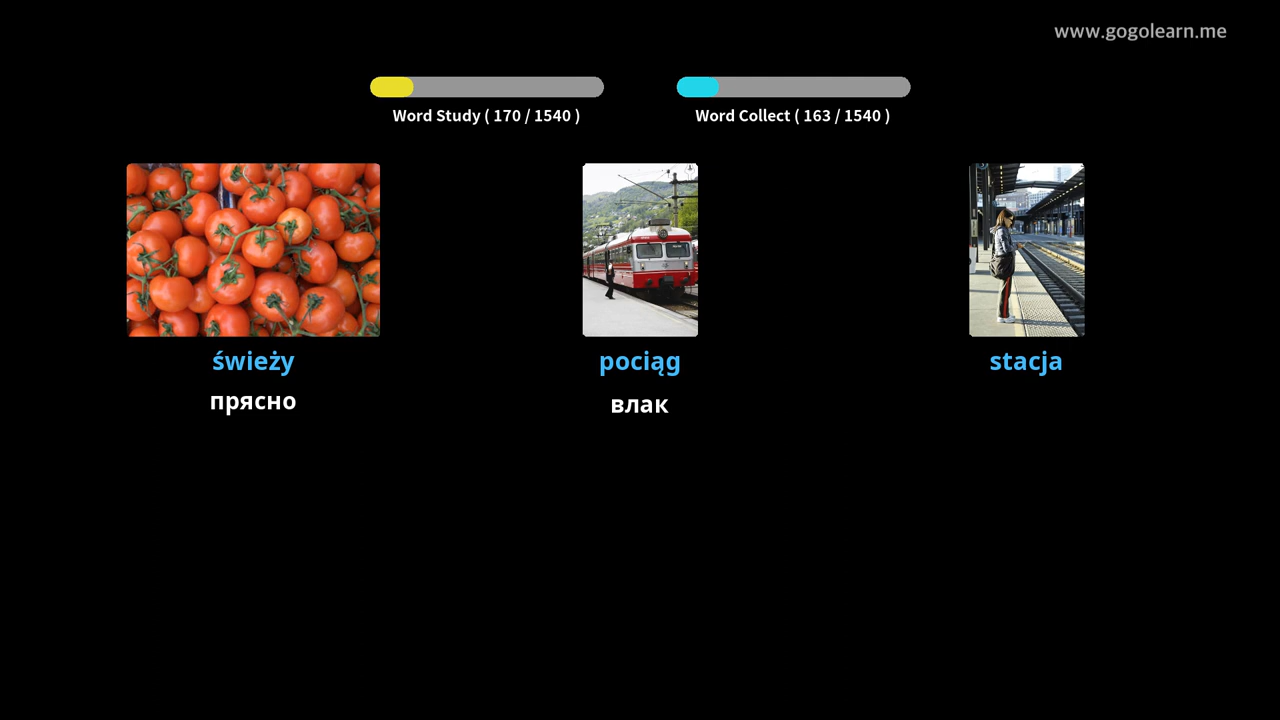 www.gogolearn.me
Word Study ( 170 / 1540 )
Word Collect ( 163 / 1540 )
świeży
pociąg
stacja
прясно
влак